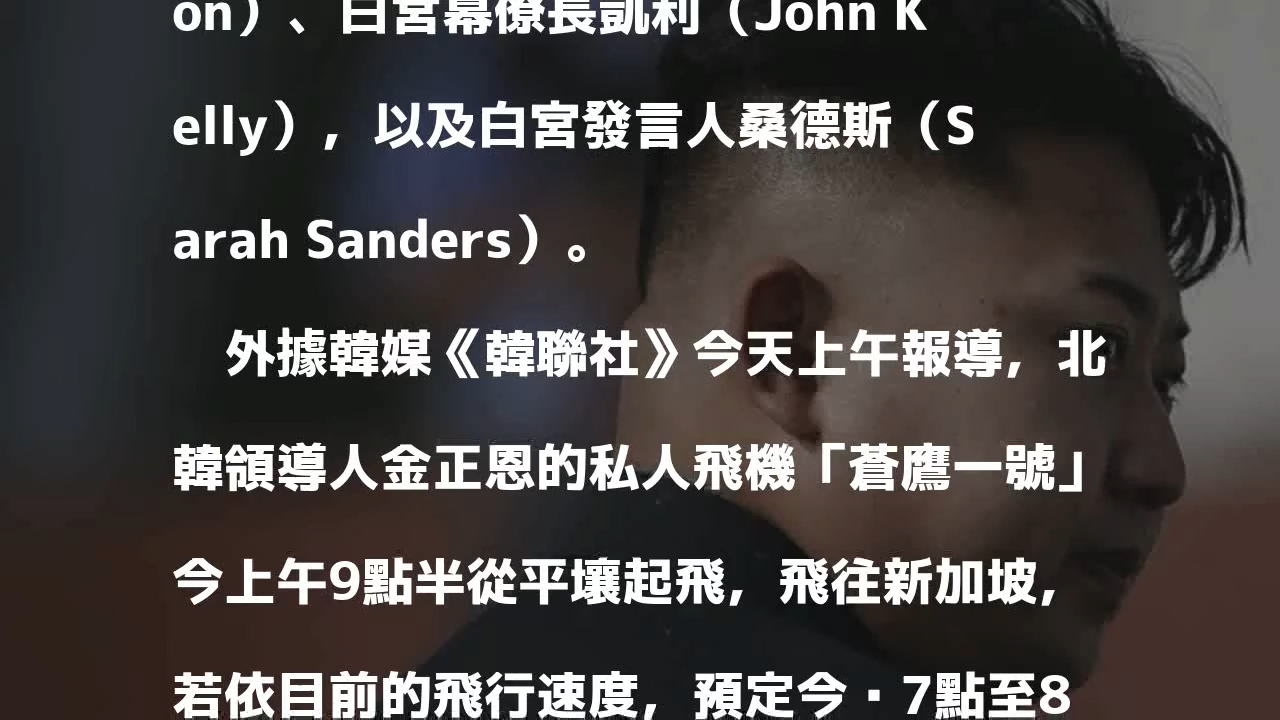 on）、白宮幕僚長凱利（John K
elly），以及白宮發言人桑德斯（S
arah Sanders）。
外據韓媒《韓聯社》今天上午報導，北
韓領導人金正恩的私人飛機「蒼鷹一號」
今上午9點半從平壤起飛，飛往新加坡，
若依目前的飛行速度，預定今·7點至8